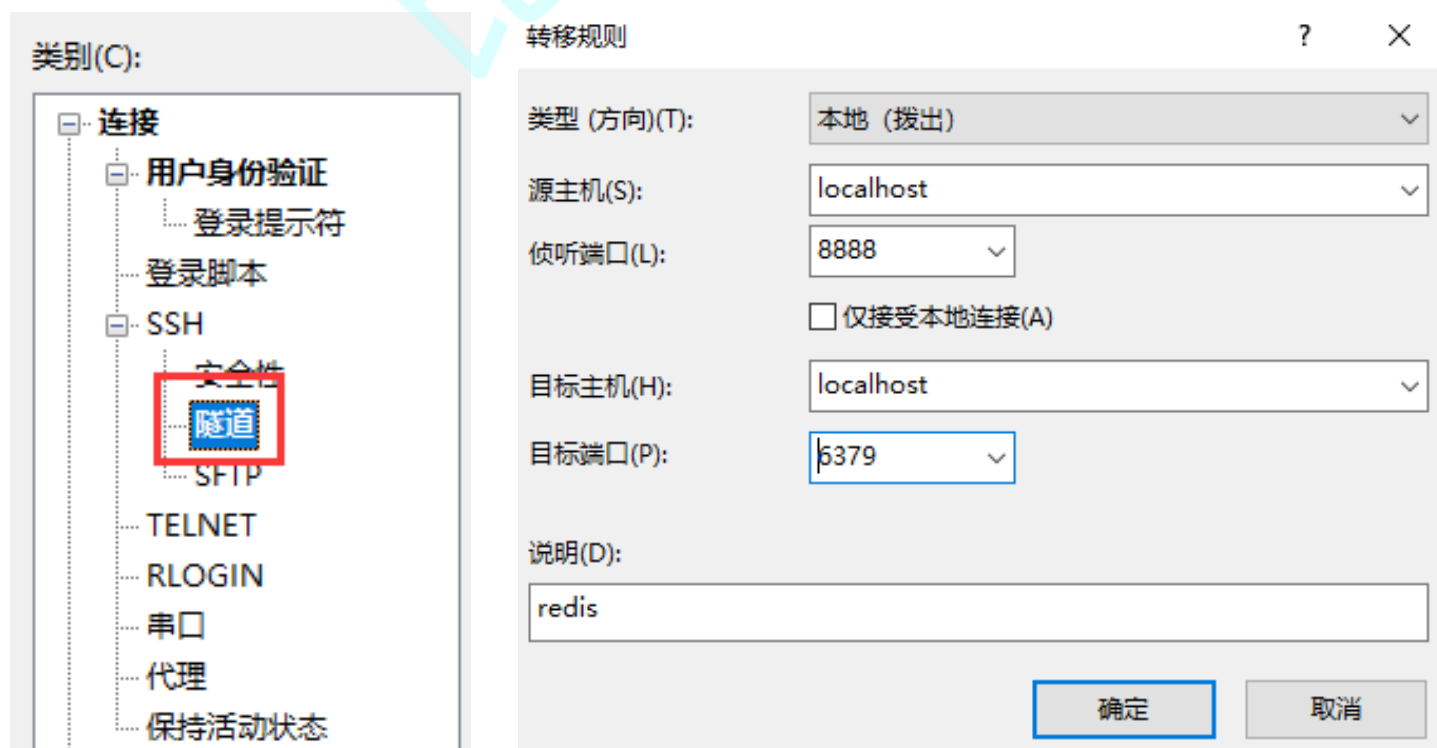 类别(C):
连接
用户身份验证
登录提示符
登录脚本
SSH
安全性
隧道
SFTP
TELNET
RLOGIN
串口
代理
保持活动状态
转移规则
?
类型 (方向)(T):
本地（拨出）
源主机(S):
localhost
侦听端口(L):
8888
仅接受本地连接(A)
目标主机(H):
localhost
目标端口(P):
6379
说明(D):
redis
确定
取消